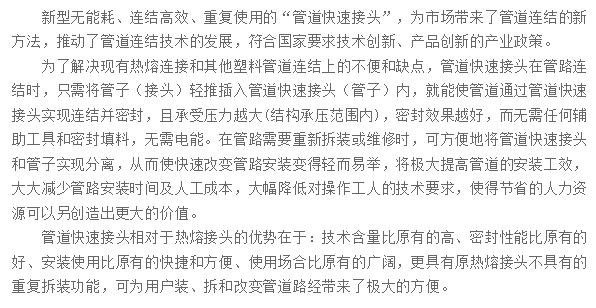 新型无能耗、连结高效、重复使用的“管道快速接头”，为市场带来了管道连结的新
方法，推动了管道连结技术的发展，符合国家要求技术创新、产品创新的产业政策。
为了解决现有热熔连接和其他塑料管道连结上的不便和缺点，管道快速接头在管路连
结时，只需将管子（接头）轻推插入管道快速接头（管子）内，就能使管道通过管道快速
接头实现连结并密封，且承受压力越大(结构承压范围内)，密封效果越好，而无需任何辅
助工具和密封填料，无需电能。在管路需要重新拆装或维修时，可方便地将管道快速接头
和管子实现分离，从而使快速改变管路安装变得轻而易举，将极大提高管道的安装工效，
大大减少管路安装时间及人工成本，大幅降低对操作工人的技术要求，使得节省的人力资
源可以另创造出更大的价值。
管道快速接头相对于热熔接头的优势在于：技术含量比原有的高、密封性能比原有的
好、安装使用比原有的快捷和方便、使用场合比原有的广阔，更具有原热熔接头不具有的
重复拆装功能，可为用户装、拆和改变管道路经带来了极大的方便。